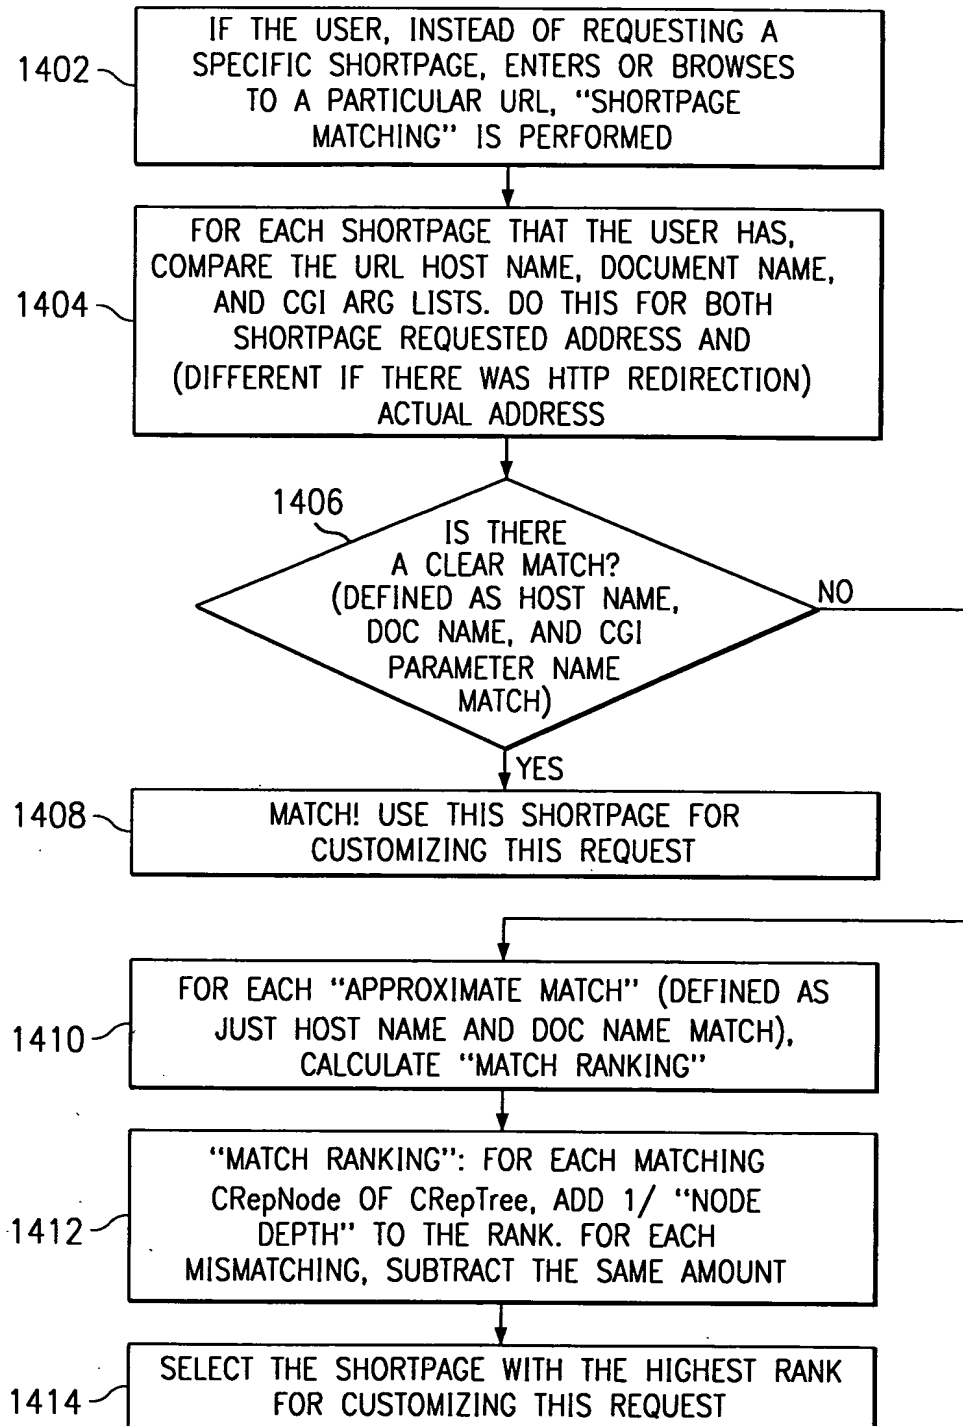 1402
IF THE USER, INSTEAD OF REQUESTING A
SPECIFIC SHORTPAGE, ENTERS OR BROWSES
TO A PARTICULAR URL, "SHORTPAGE
MATCHING" IS PERFORMED
1404
FOR EACH SHORTPAGE THAT THE USER HAS,
COMPARE THE URL HOST NAME, DOCUMENT NAME,
AND CGI ARG LISTS. DO THIS FOR BOTH
SHORTPAGE REQUESTED ADDRESS AND
(DIFFERENT IF THERE WAS HTTP REDIRECTION)
ACTUAL ADDRESS
1406
IS THERE
A CLEAR MATCH?
(DEFINED AS HOST NAME,
DOC NAME, AND CGI
PARAMETER NAME
MATCH)
NO
YES
1408
MATCH! USE THIS SHORTPAGE FOR
CUSTOMIZING THIS REQUEST
1410
FOR EACH "APPROXIMATE MATCH" (DEFINED AS
JUST HOST NAME AND DOC NAME MATCH),
CALCULATE "MATCH RANKING"
1412
"MATCH RANKING": FOR EACH MATCHING
CRepNode OF CRepTree, ADD 1/ "NODE
DEPTH" TO THE RANK. FOR EACH
MISMATCHING, SUBTRACT THE SAME AMOUNT
1414
SELECT THE SHORTPAGE WITH THE HIGHEST RANK
FOR CUSTOMIZING THIS REQUEST